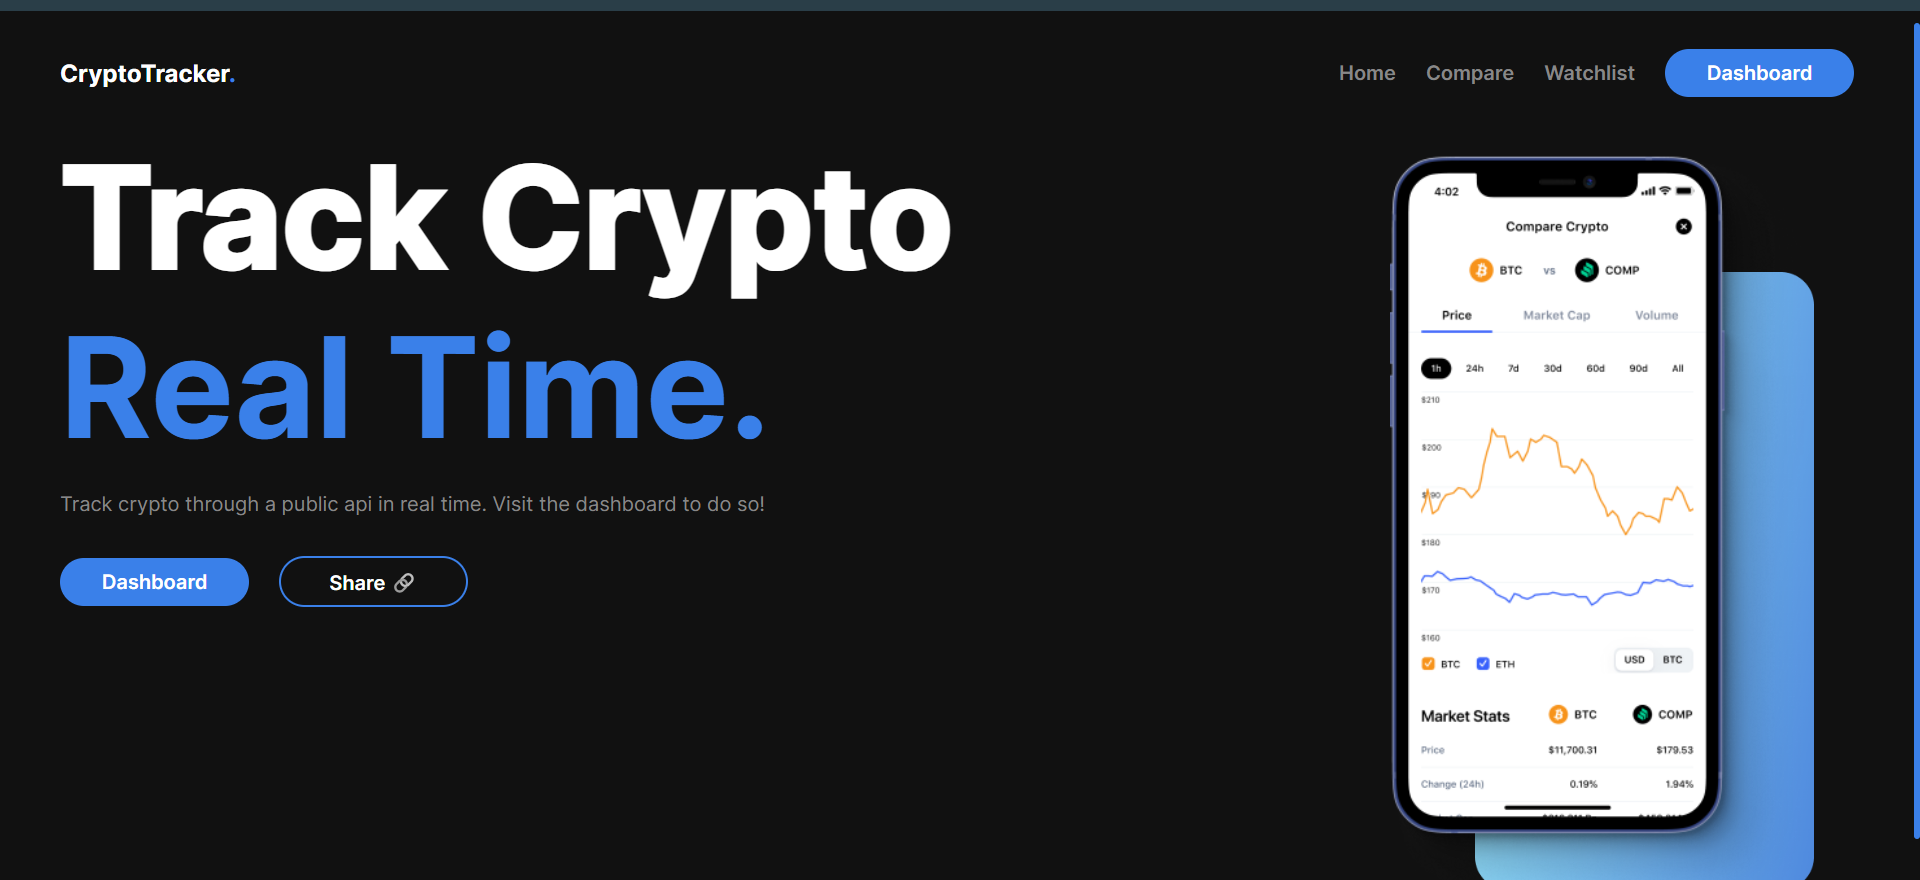 CryptoTracker.
Home Compare Watchlist Dashboard
Track Crypto
Real Time.
Track crypto through a public api in real time. Visit the dashboard to do so!
Dashboard
Share
4:02
Compare Crypto
BTC vs COMP
Price Market Cap Volume
1h 24h 7d 30d 60d 90d All
$210
$200
$190
$180
$170
$160
BTC ETH
USD BTC
Market Stats BTC COMP
Price $11,700.31 $179.53
Change (24h) 0.19% 1.94%